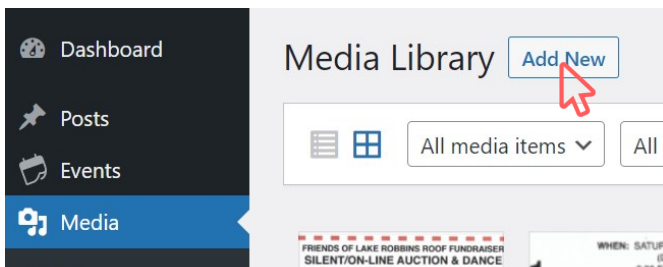 Dashboard
Posts
Events
Media
Media Library
Add New
All media items
All
FRIENDS OF LAKE ROBBINS ROOF FUNDRAISER
SILENT/ON-LINE AUCTION & DANCE
WHEN: SATUR